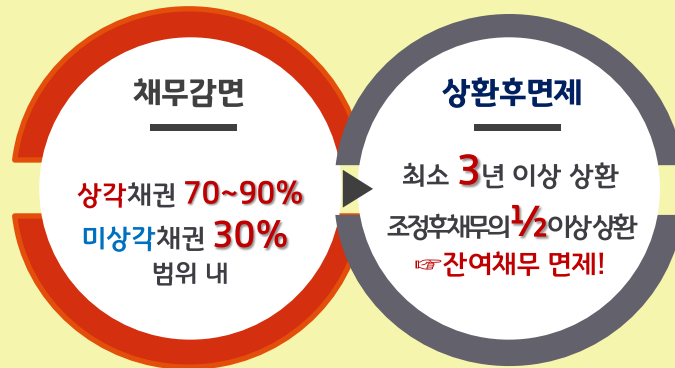 채무감면
상각채권 70~90%
미상각채권 30%
범위 내
상환후면제
최소 3년 이상 상환
조정후채무의½이상상환
☞잔여채무 면제!